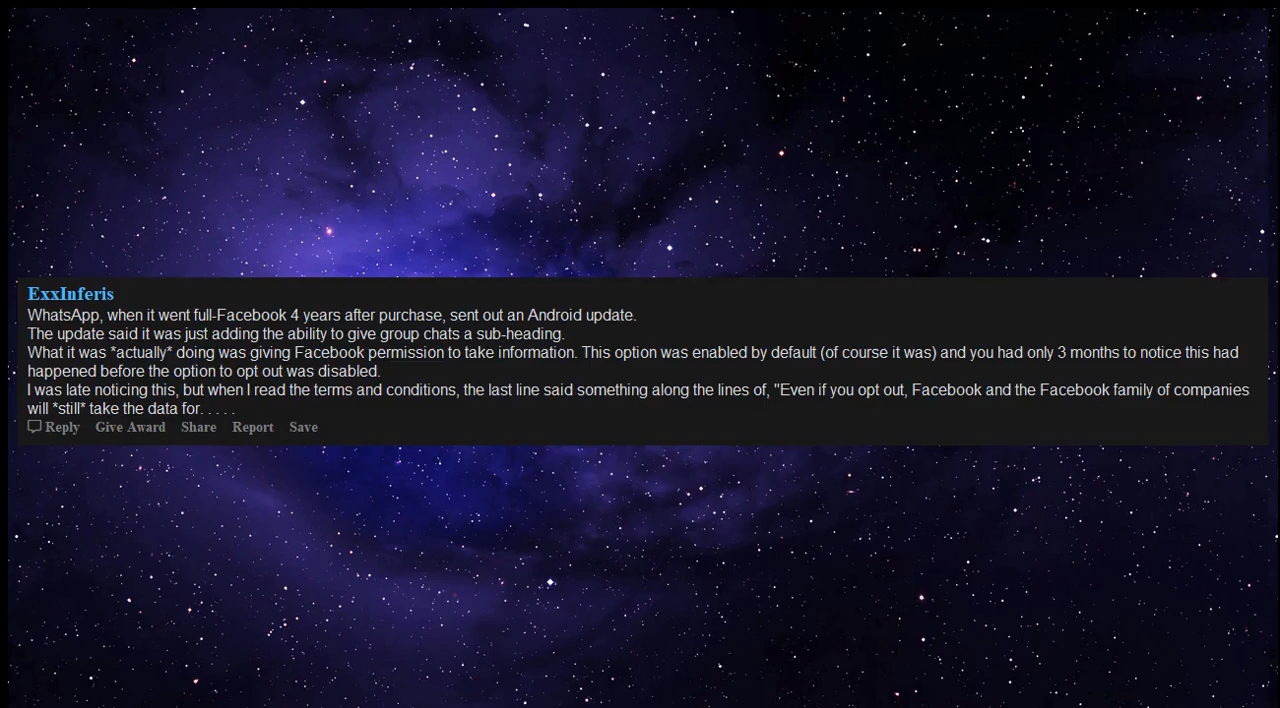 ExxInferis
WhatsApp, when it went full-Facebook 4 years after purchase, sent out an Android update.
The update said it was just adding the ability to give group chats a sub-heading.
What it was *actually* doing was giving Facebook permission to take information. This option was enabled by default (of course it was) and you had only 3 months to notice this had
happened before the option to opt out was disabled.
I was late noticing this, but when I read the terms and conditions, the last line said something along the lines of, "Even if you opt out, Facebook and the Facebook family of companies
will *still* take the data for. . . . .
Reply Give Award Share Report Save